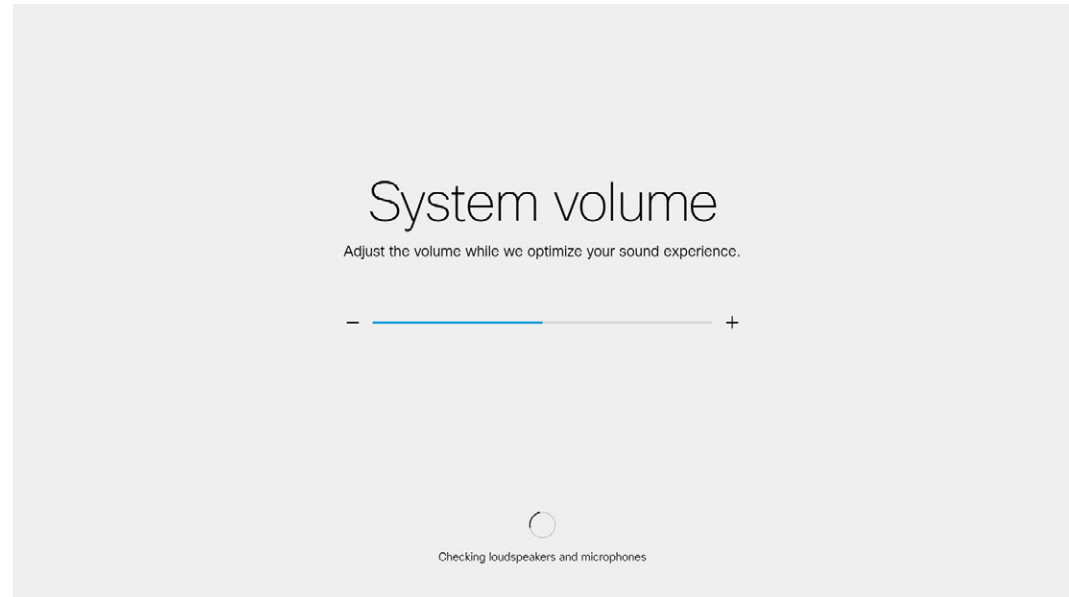 System volume
Adjust the volume while we optimize your sound experience.
− +
Checking loudspeakers and microphones